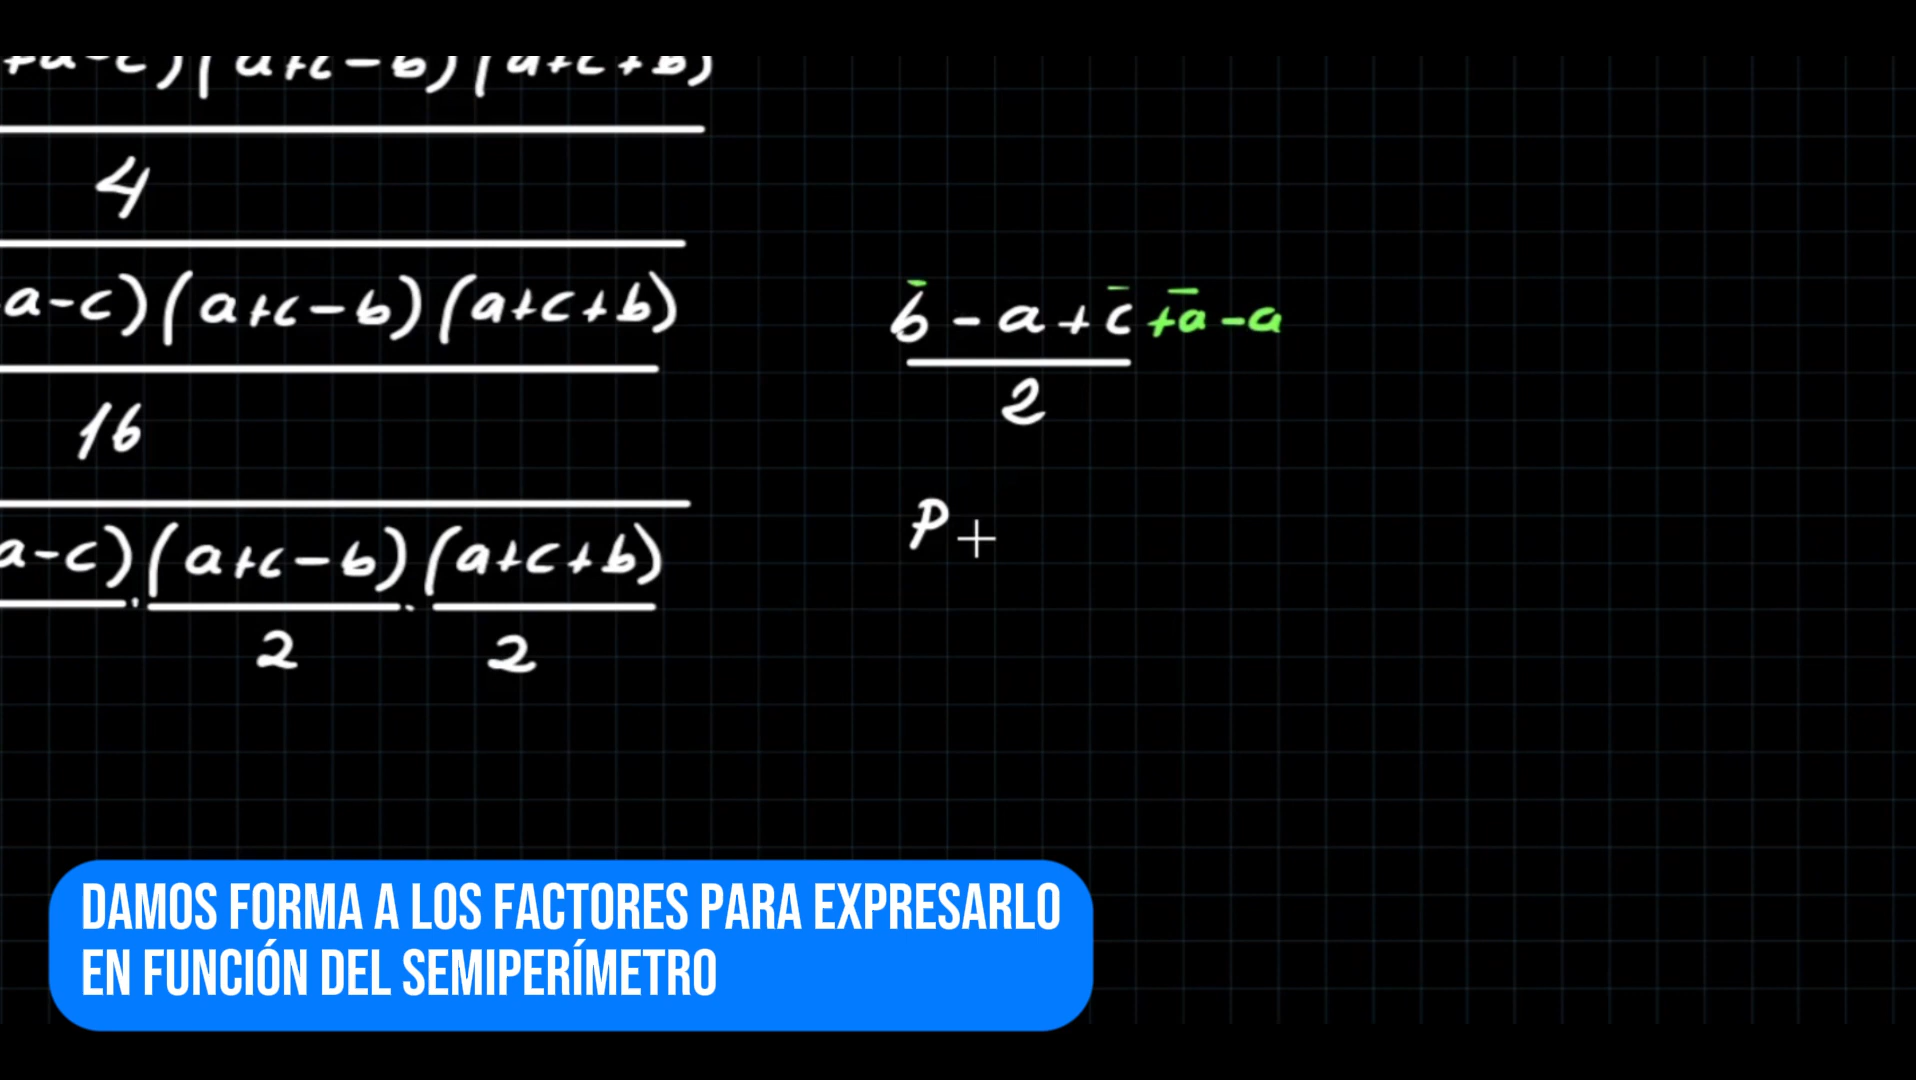 +a-c)(a+c-b)(a+c+b)
4
a-c)(a+c-b)(a+c+b)
16
b - a + c + a - a
2
P
a-c) · (a+c-b) · (a+c+b)
2 2
DAMOS FORMA A LOS FACTORES PARA EXPRESARLO
EN FUNCIÓN DEL SEMIPERÍMETRO